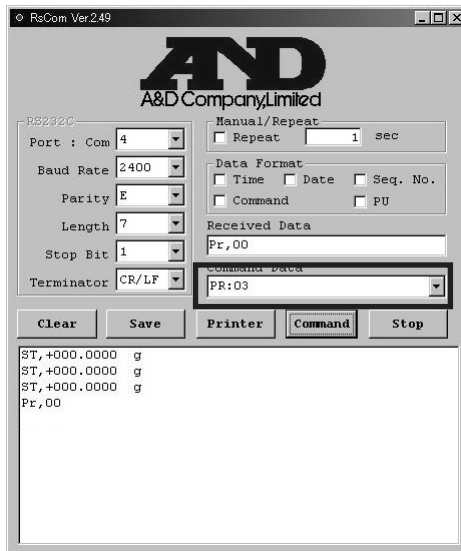 RsCom Ver.2.49
AND
A&D Company,Limited
RS232C
Port : Com 4
Baud Rate 2400
Parity E
Length 7
Stop Bit 1
Terminator CR/LF
Manual/Repeat
Repeat 1 sec
Data Format
Time Date Seq. No.
Command PU
Received Data
Pr,00
Command Data
PR:03
Clear Save Printer Command Stop
ST,+000.0000 g
ST,+000.0000 g
ST,+000.0000 g
Pr,00